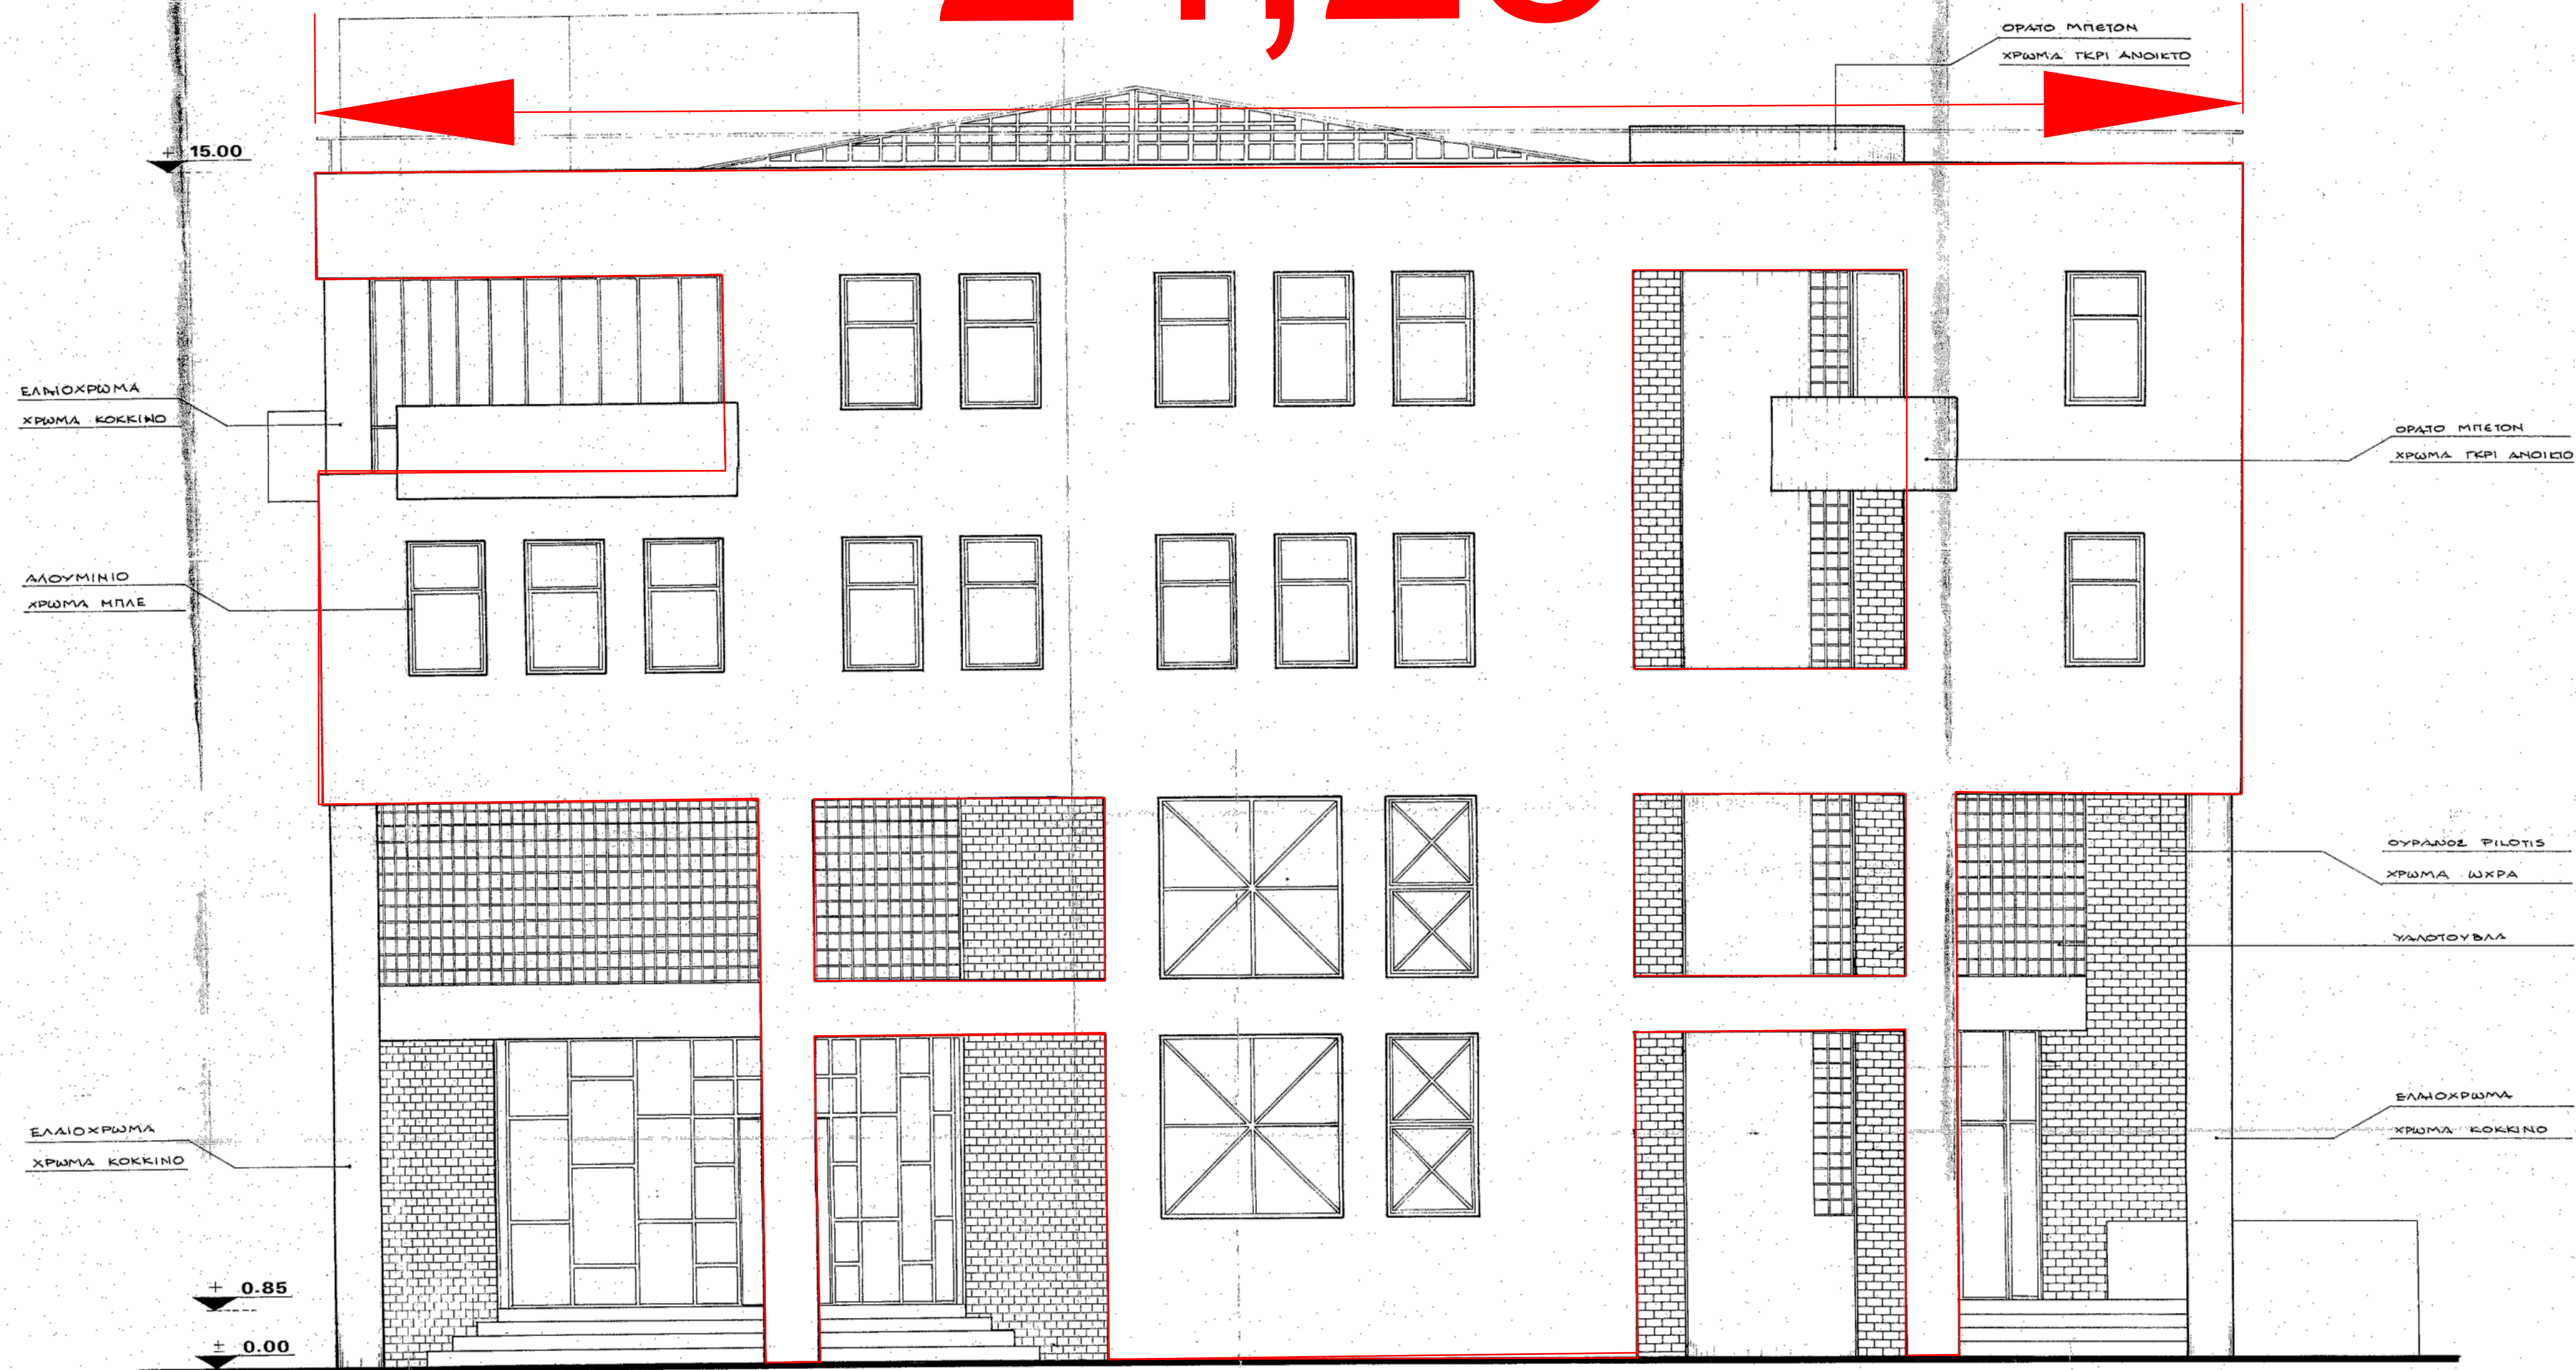 ΟΡΑΤΟ ΜΠΕΤΟΝ
ΧΡΩΜΑ ΓΚΡΙ ΑΝΟΙΚΤΟ
+ 15.00
ΕΛΑΙΟΧΡΩΜΑ
ΧΡΩΜΑ ΚΟΚΚΙΝΟ
ΟΡΑΤΟ ΜΠΕΤΟΝ
ΧΡΩΜΑ ΓΚΡΙ ΑΝΟΙΚΤΟ
ΑΛΟΥΜΙΝΙΟ
ΧΡΩΜΑ ΜΠΛΕ
ΟΥΡΑΝΟΣ PILOTIS
ΧΡΩΜΑ ΩΧΡΑ
ΥΑΛΟΤΟΥΒΛΑ
ΕΛΑΙΟΧΡΩΜΑ
ΧΡΩΜΑ ΚΟΚΚΙΝΟ
ΕΛΑΙΟΧΡΩΜΑ
ΧΡΩΜΑ ΚΟΚΚΙΝΟ
+ 0.85
± 0.00